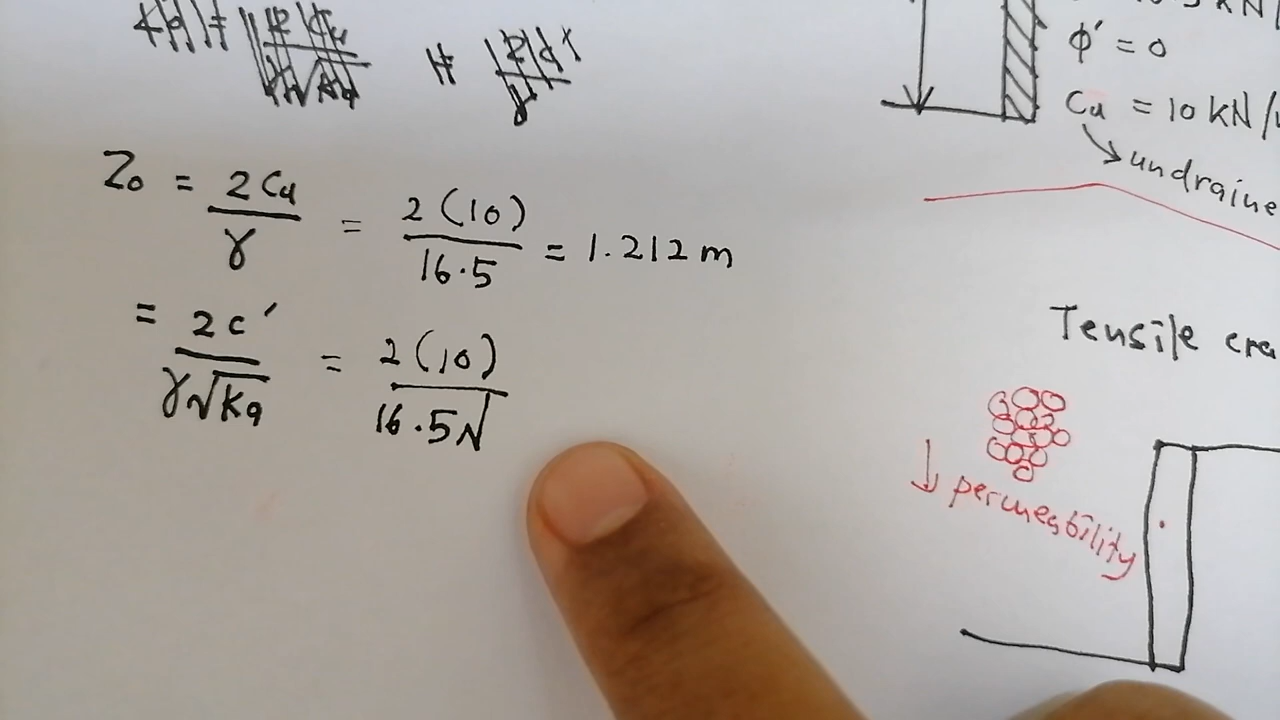 φ' = 0
Cu = 10 kN/
undraine
Z₀ = 2Cu/γ = 2(10)/16.5 = 1.212 m
= 2c'/γ√Ka = 2(10)/16.5√
Tensile cra
↓ permeability